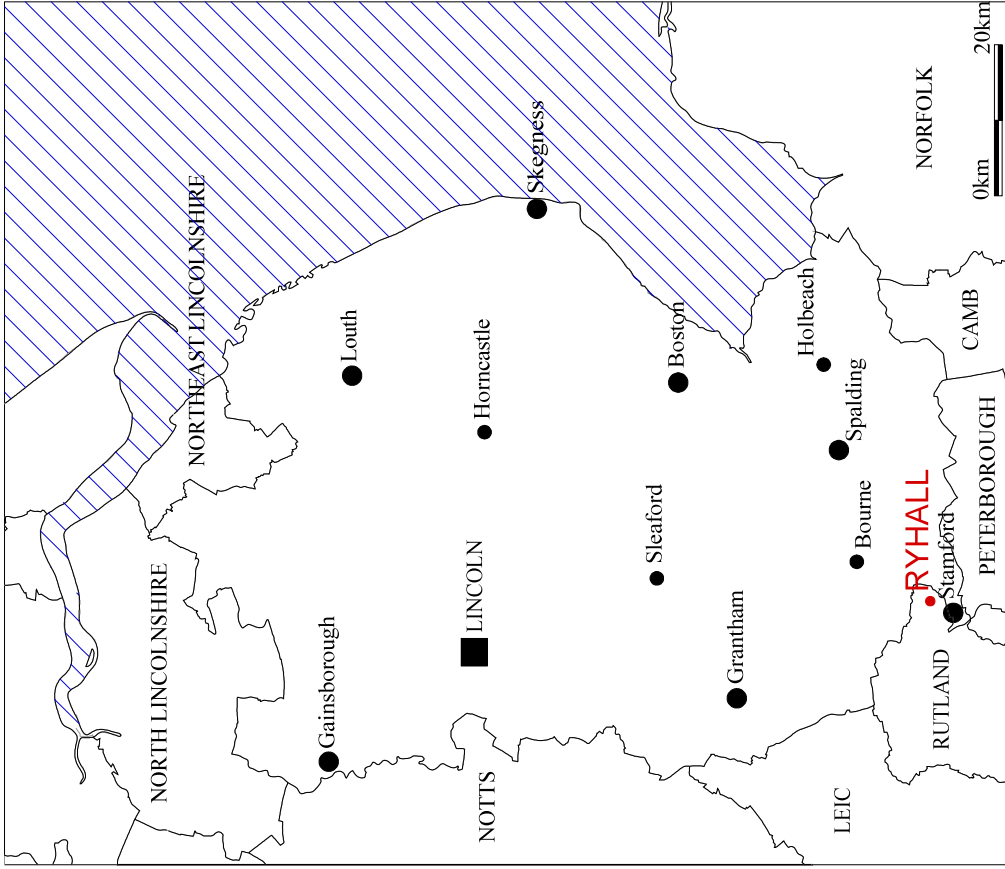 NORTHEAST LINCOLNSHIRE
NORTH LINCOLNSHIRE
Louth
Gainsborough
Skegness
Horncastle
LINCOLN
NOTTS
Boston
Sleaford
Grantham
Holbeach
Spalding
Bourne
LEIC
NORFOLK
RYHALL
Stamford
RUTLAND
CAMB
PETERBOROUGH
0km 20km